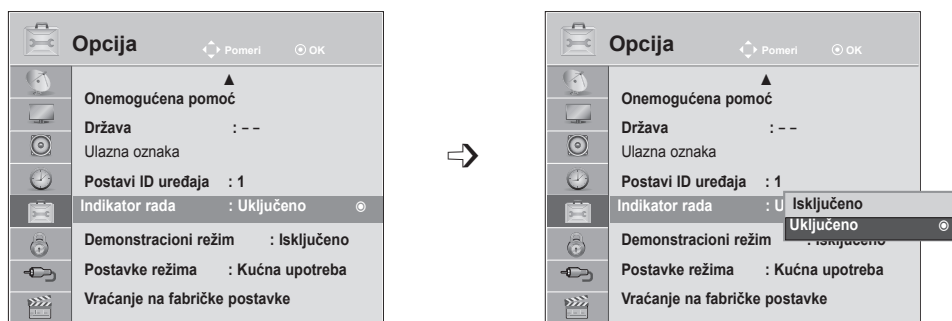 Opcija
Pomeri OK
▲
Onemogućena pomoć
Država : – –
Ulazna oznaka
Postavi ID uređaja : 1
Indikator rada : Uključeno
Demonstracioni režim : Isključeno
Postavke režima : Kućna upotreba
Vraćanje na fabričke postavke
Opcija
Pomeri OK
▲
Onemogućena pomoć
Država : – –
Ulazna oznaka
Postavi ID uređaja : 1
Indikator rada : U
Isključeno
Uključeno
Demonstracioni režim : Isključeno
Postavke režima : Kućna upotreba
Vraćanje na fabričke postavke